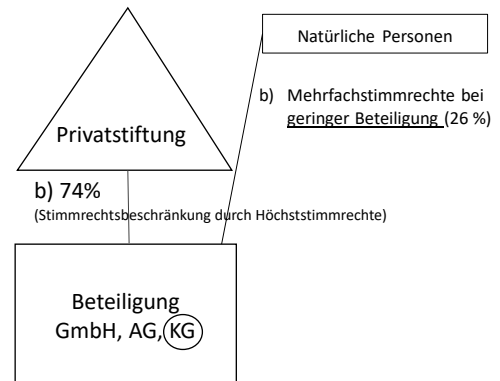 Natürliche Personen
b) Mehrfachstimmrechte bei
geringer Beteiligung (26 %)
Privatstiftung
b) 74%
(Stimmrechtsbeschränkung durch Höchststimmrechte)
Beteiligung
GmbH, AG, KG